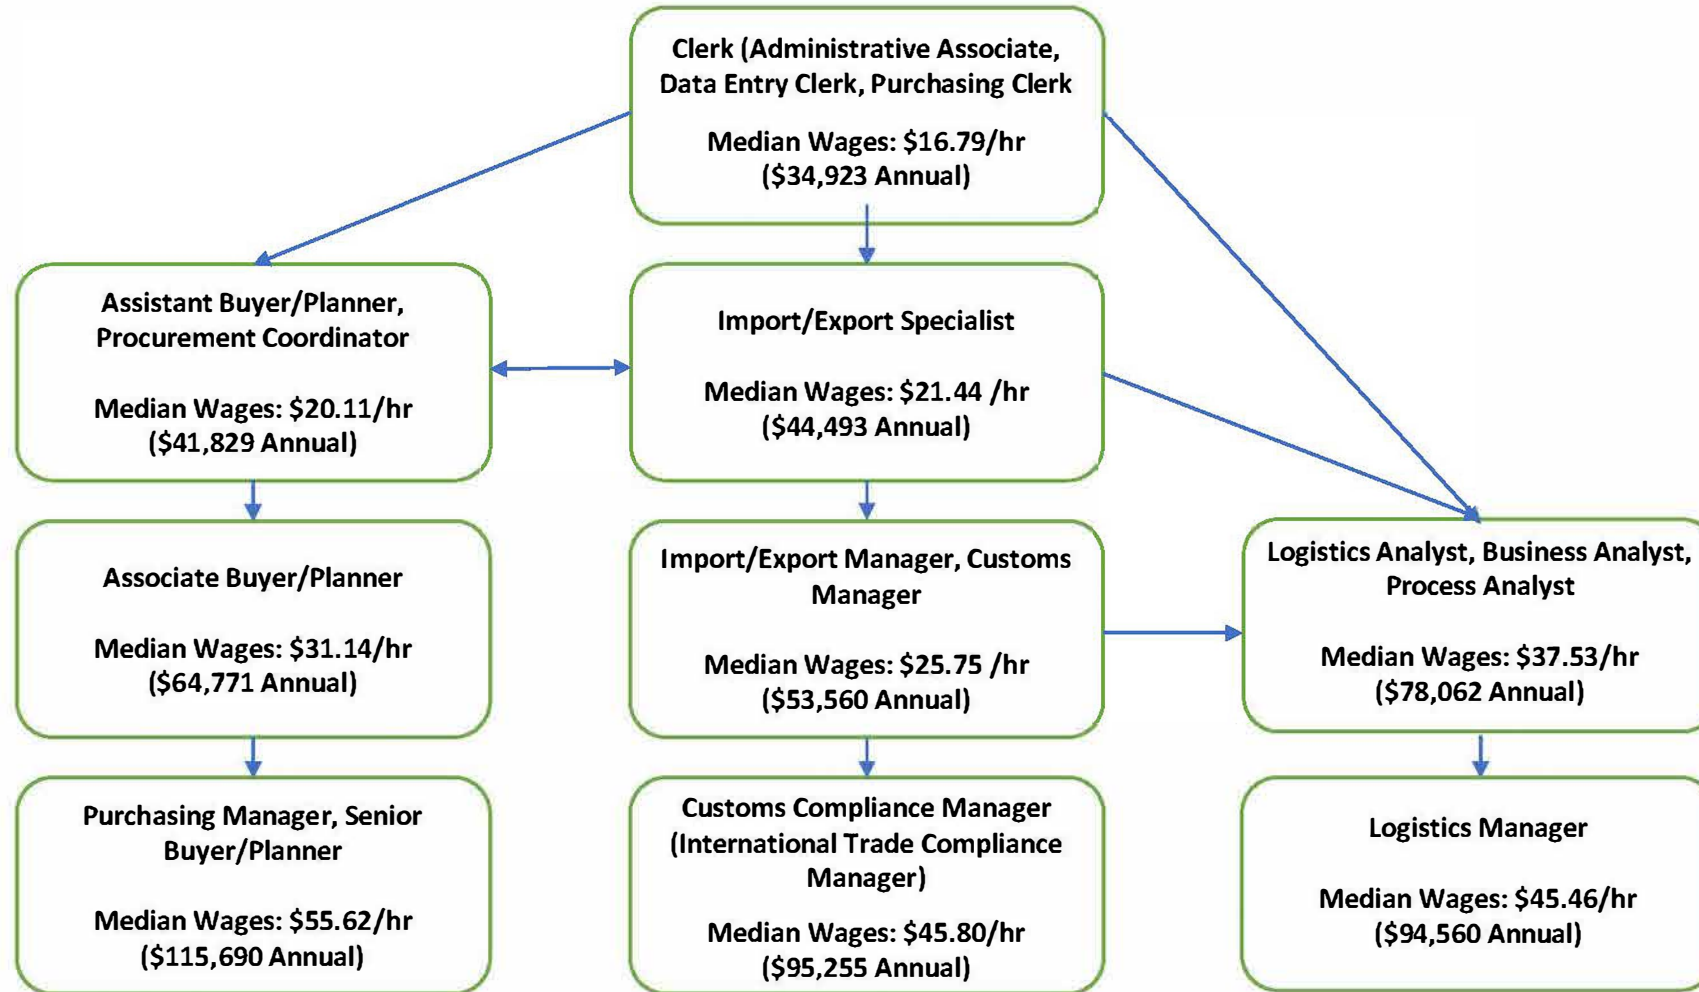 Clerk (Administrative Associate,
Data Entry Clerk, Purchasing Clerk
Median Wages: $16.79/hr
($34,923 Annual)
Assistant Buyer/Planner,
Procurement Coordinator
Median Wages: $20.11/hr
($41,829 Annual)
Import/Export Specialist
Median Wages: $21.44 /hr
($44,493 Annual)
Associate Buyer/Planner
Median Wages: $31.14/hr
($64,771 Annual)
Import/Export Manager, Customs
Manager
Median Wages: $25.75 /hr
($53,560 Annual)
Logistics Analyst, Business Analyst,
Process Analyst
Median Wages: $37.53/hr
($78,062 Annual)
Purchasing Manager, Senior
Buyer/Planner
Median Wages: $55.62/hr
($115,690 Annual)
Customs Compliance Manager
(International Trade Compliance
Manager)
Median Wages: $45.80/hr
($95,255 Annual)
Logistics Manager
Median Wages: $45.46/hr
($94,560 Annual)